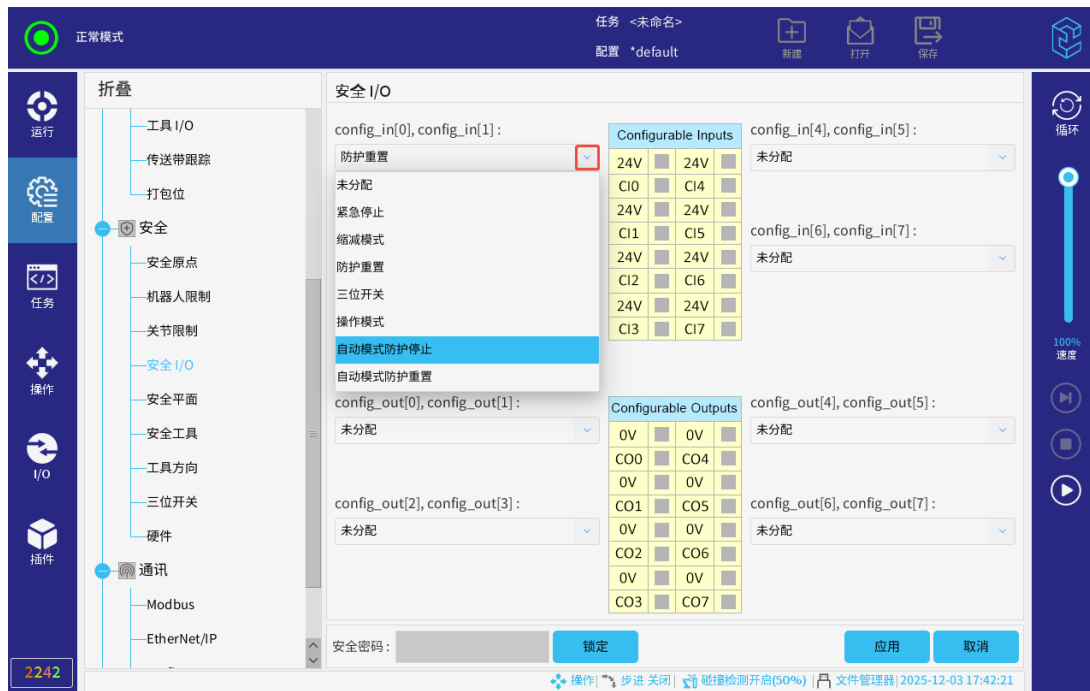 正常模式
任务 <未命名>
配置 *default
新建
打开
保存
运行
配置
任务
操作
I/O
插件
2242
折叠
工具 I/O
传送带跟踪
打包位
安全
安全原点
机器人限制
关节限制
安全 I/O
安全平面
安全工具
工具方向
三位开关
硬件
通讯
Modbus
EtherNet/IP
安全 I/O
config_in[0], config_in[1] :
防护重置
未分配
紧急停止
缩减模式
防护重置
三位开关
操作模式
自动模式防护停止
自动模式防护重置
Configurable Inputs
24V 24V
CI0 CI4
24V 24V
CI1 CI5
24V 24V
CI2 CI6
24V 24V
CI3 CI7
config_in[4], config_in[5] :
未分配
config_in[6], config_in[7] :
未分配
config_out[0], config_out[1] :
未分配
config_out[2], config_out[3] :
未分配
Configurable Outputs
0V 0V
CO0 CO4
0V 0V
CO1 CO5
0V 0V
CO2 CO6
0V 0V
CO3 CO7
config_out[4], config_out[5] :
未分配
config_out[6], config_out[7] :
未分配
安全密码 :
锁定
应用
取消
循环
100%
速度
操作| 步进 关闭| 碰撞检测开启(50%) | 文件管理器| 2025-12-03 17:42:21